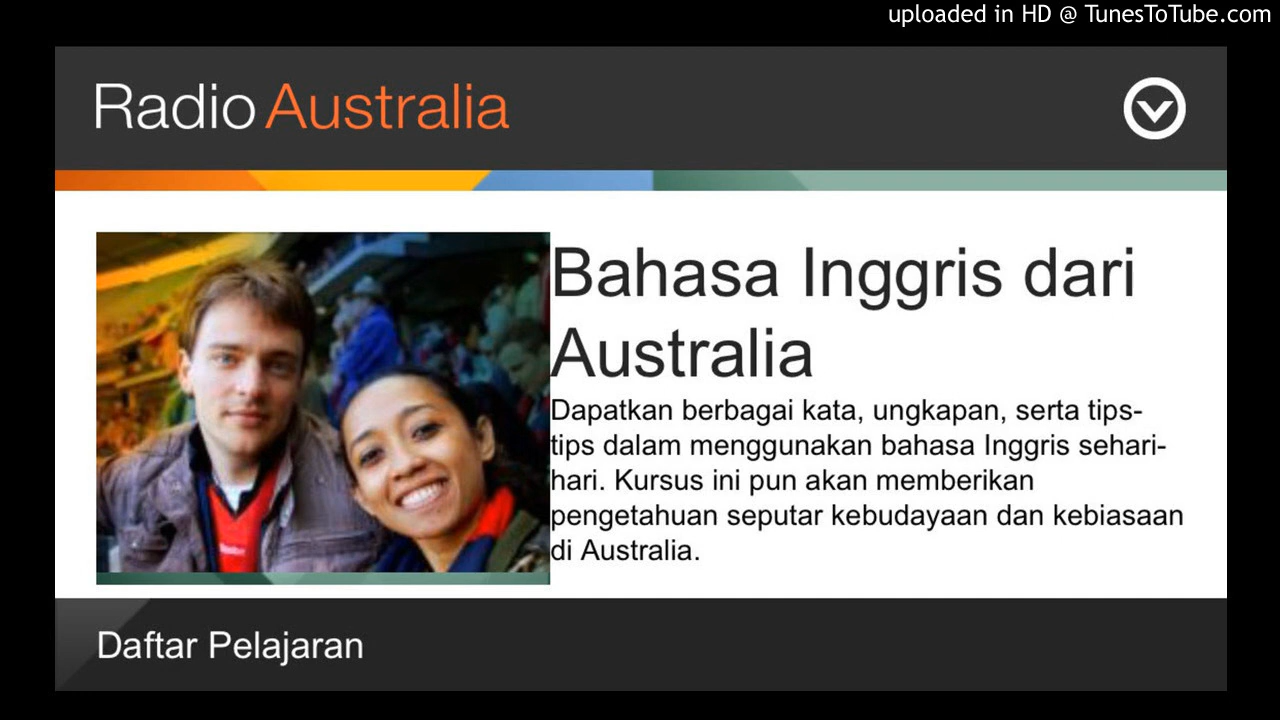 uploaded in HD @ TunesToTube.com
Radio Australia
Bahasa Inggris dari
Australia
Dapatkan berbagai kata, ungkapan, serta tips-
tips dalam menggunakan bahasa Inggris sehari-
hari. Kursus ini pun akan memberikan
pengetahuan seputar kebudayaan dan kebiasaan
di Australia.
Daftar Pelajaran